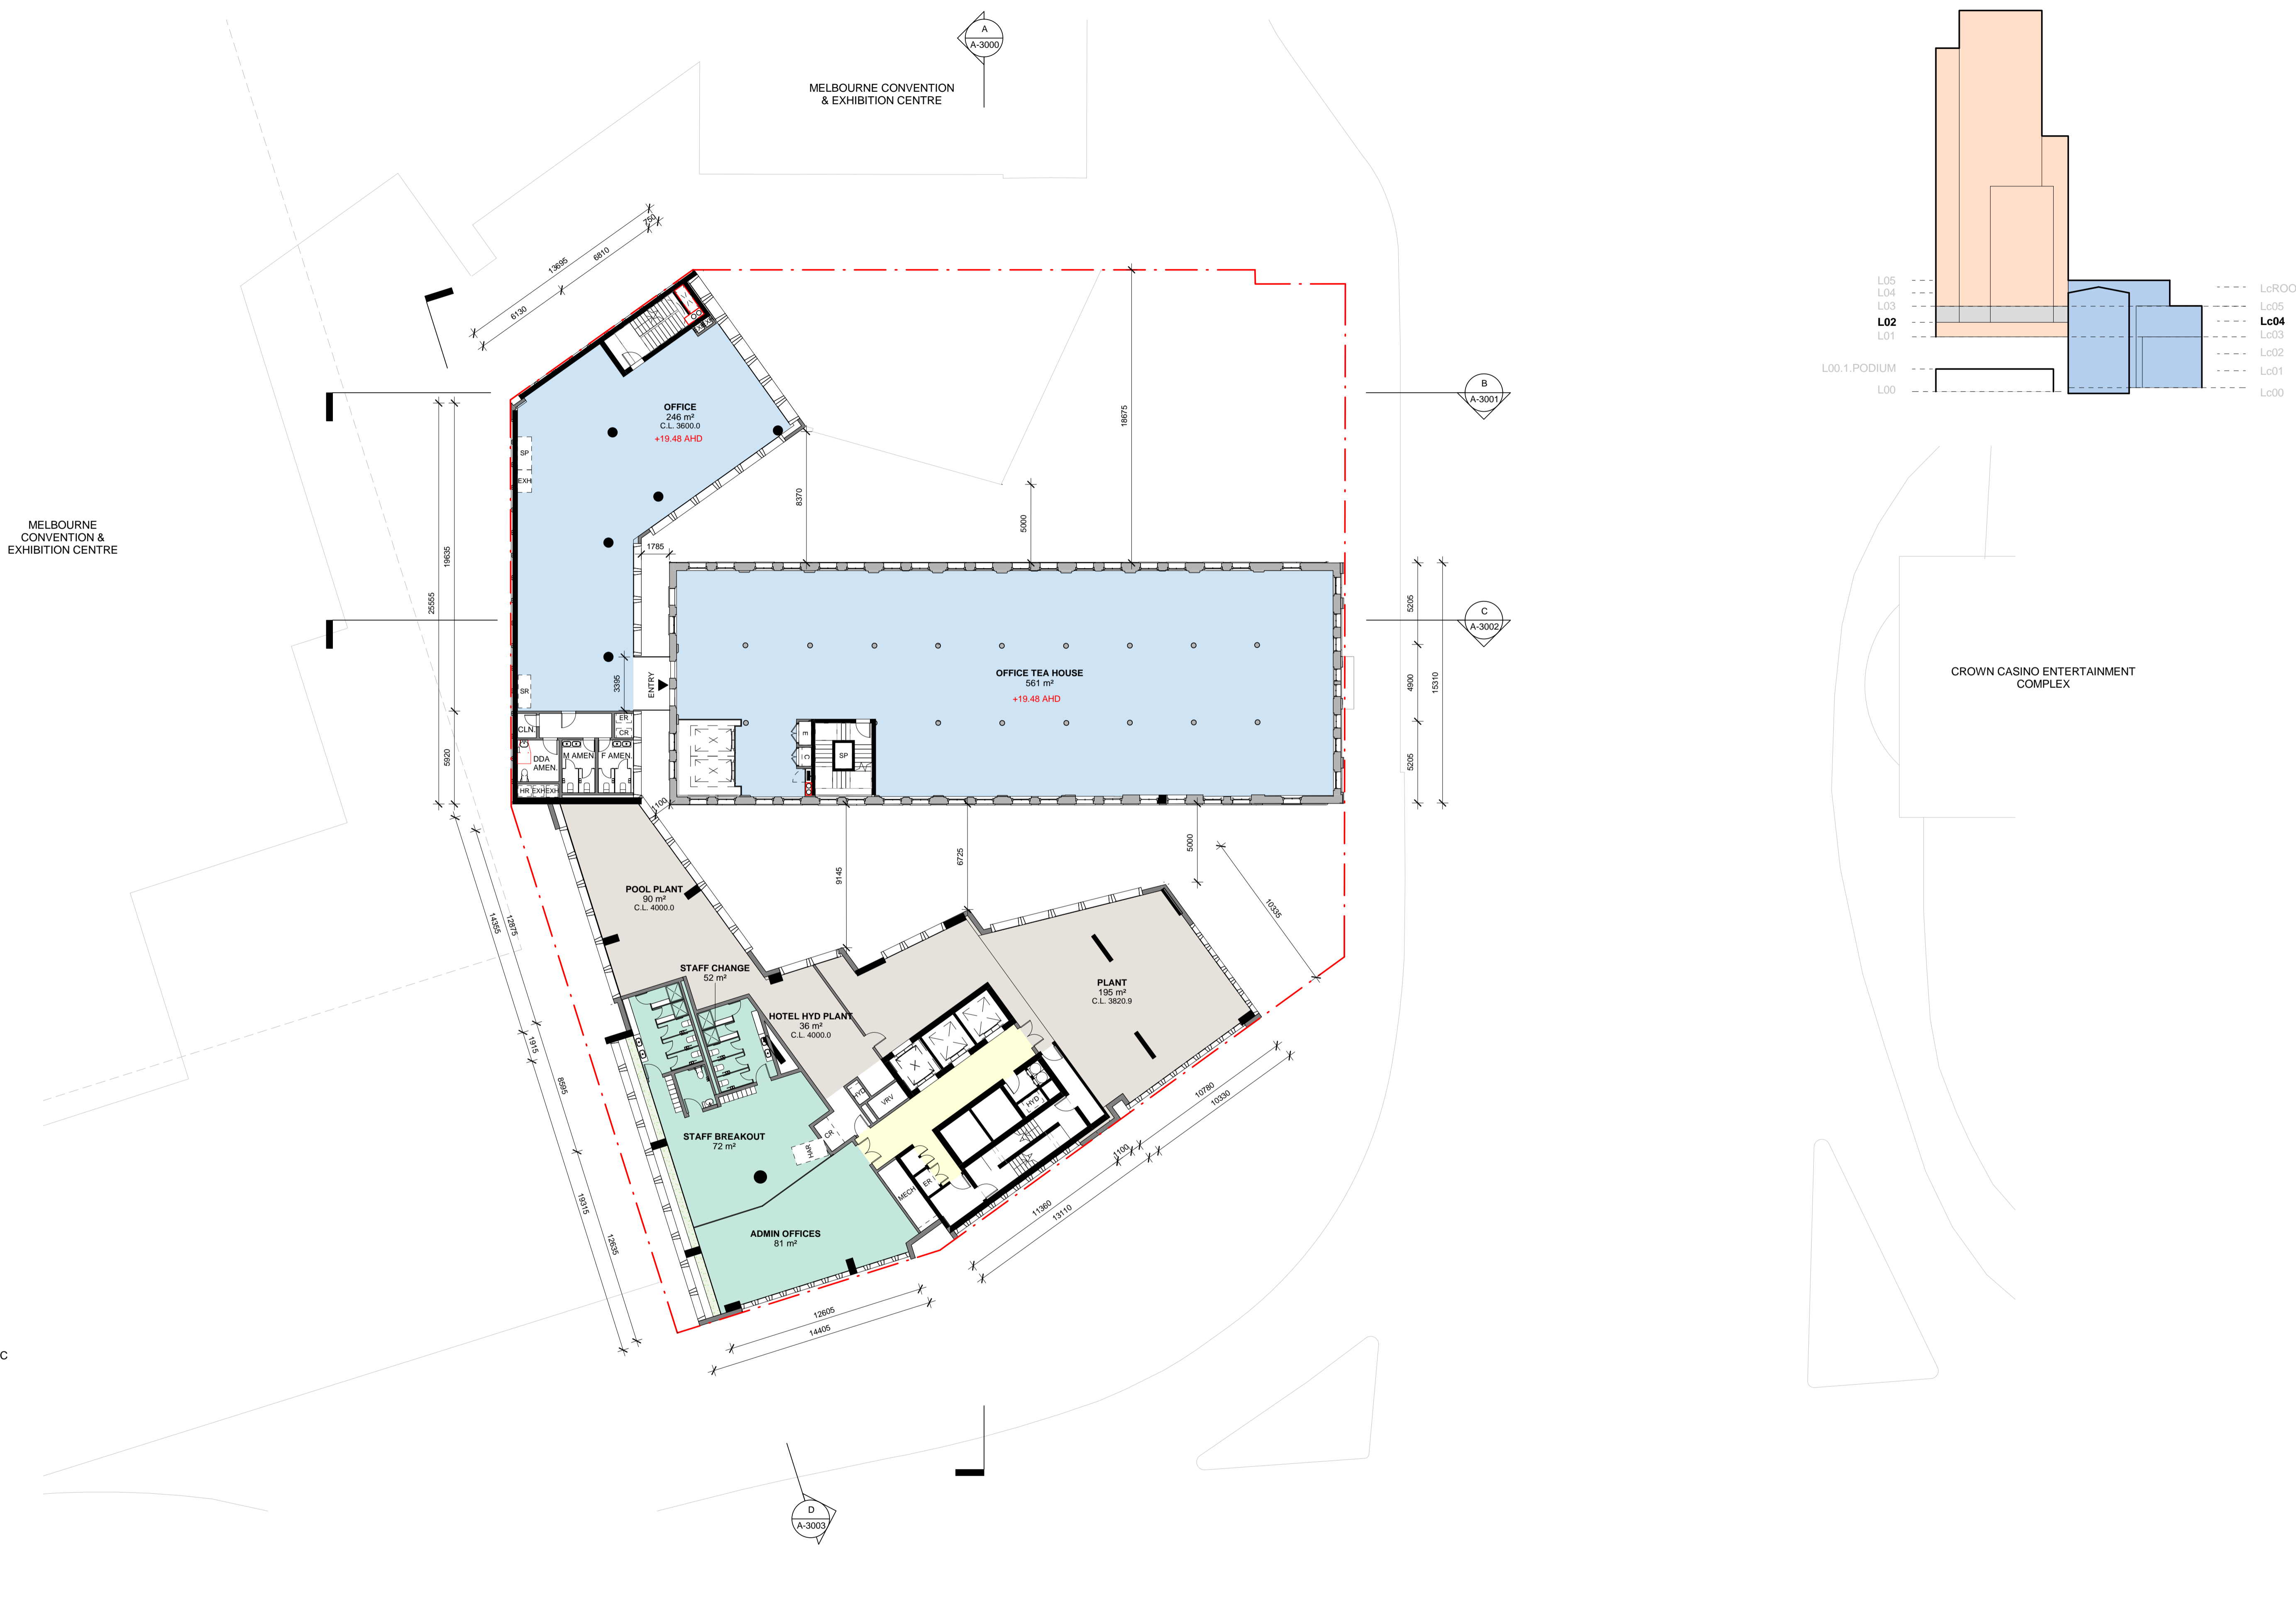 A
A-3000
MELBOURNE CONVENTION
& EXHIBITION CENTRE
L05
L04
L03
L02
L01
L00.1.PODIUM
L00
LcROO
Lc05
Lc04
Lc03
Lc02
Lc01
Lc00
13695
750
6810
6130
OFFICE
246 m²
C.L. 3600.0
+19.48 AHD
SP
EXH
SR
18675
8370
5000
1785
B
A-3001
C
A-3002
MELBOURNE
CONVENTION &
EXHIBITION CENTRE
25555
19635
5920
3395
ENTRY
OFFICE TEA HOUSE
561 m²
+19.48 AHD
5205
4900
5205
15310
CROWN CASINO ENTERTAINMENT
COMPLEX
CLN.
ER
CR
DDA
AMEN.
M AMEN.
F AMEN.
HR
EXH
EXH
E
C
SP
1100
9145
6725
5000
10335
POOL PLANT
90 m²
C.L. 4000.0
STAFF CHANGE
52 m²
HOTEL HYD PLANT
36 m²
C.L. 4000.0
PLANT
195 m²
C.L. 3820.9
14355
12875
1915
8595
19315
12635
HYD
VRV
HYD
CR
HAR
STAFF BREAKOUT
72 m²
MECH
ER
ADMIN OFFICES
81 m²
10780
10330
1100
11360
13110
12605
14405
C
D
A-3003